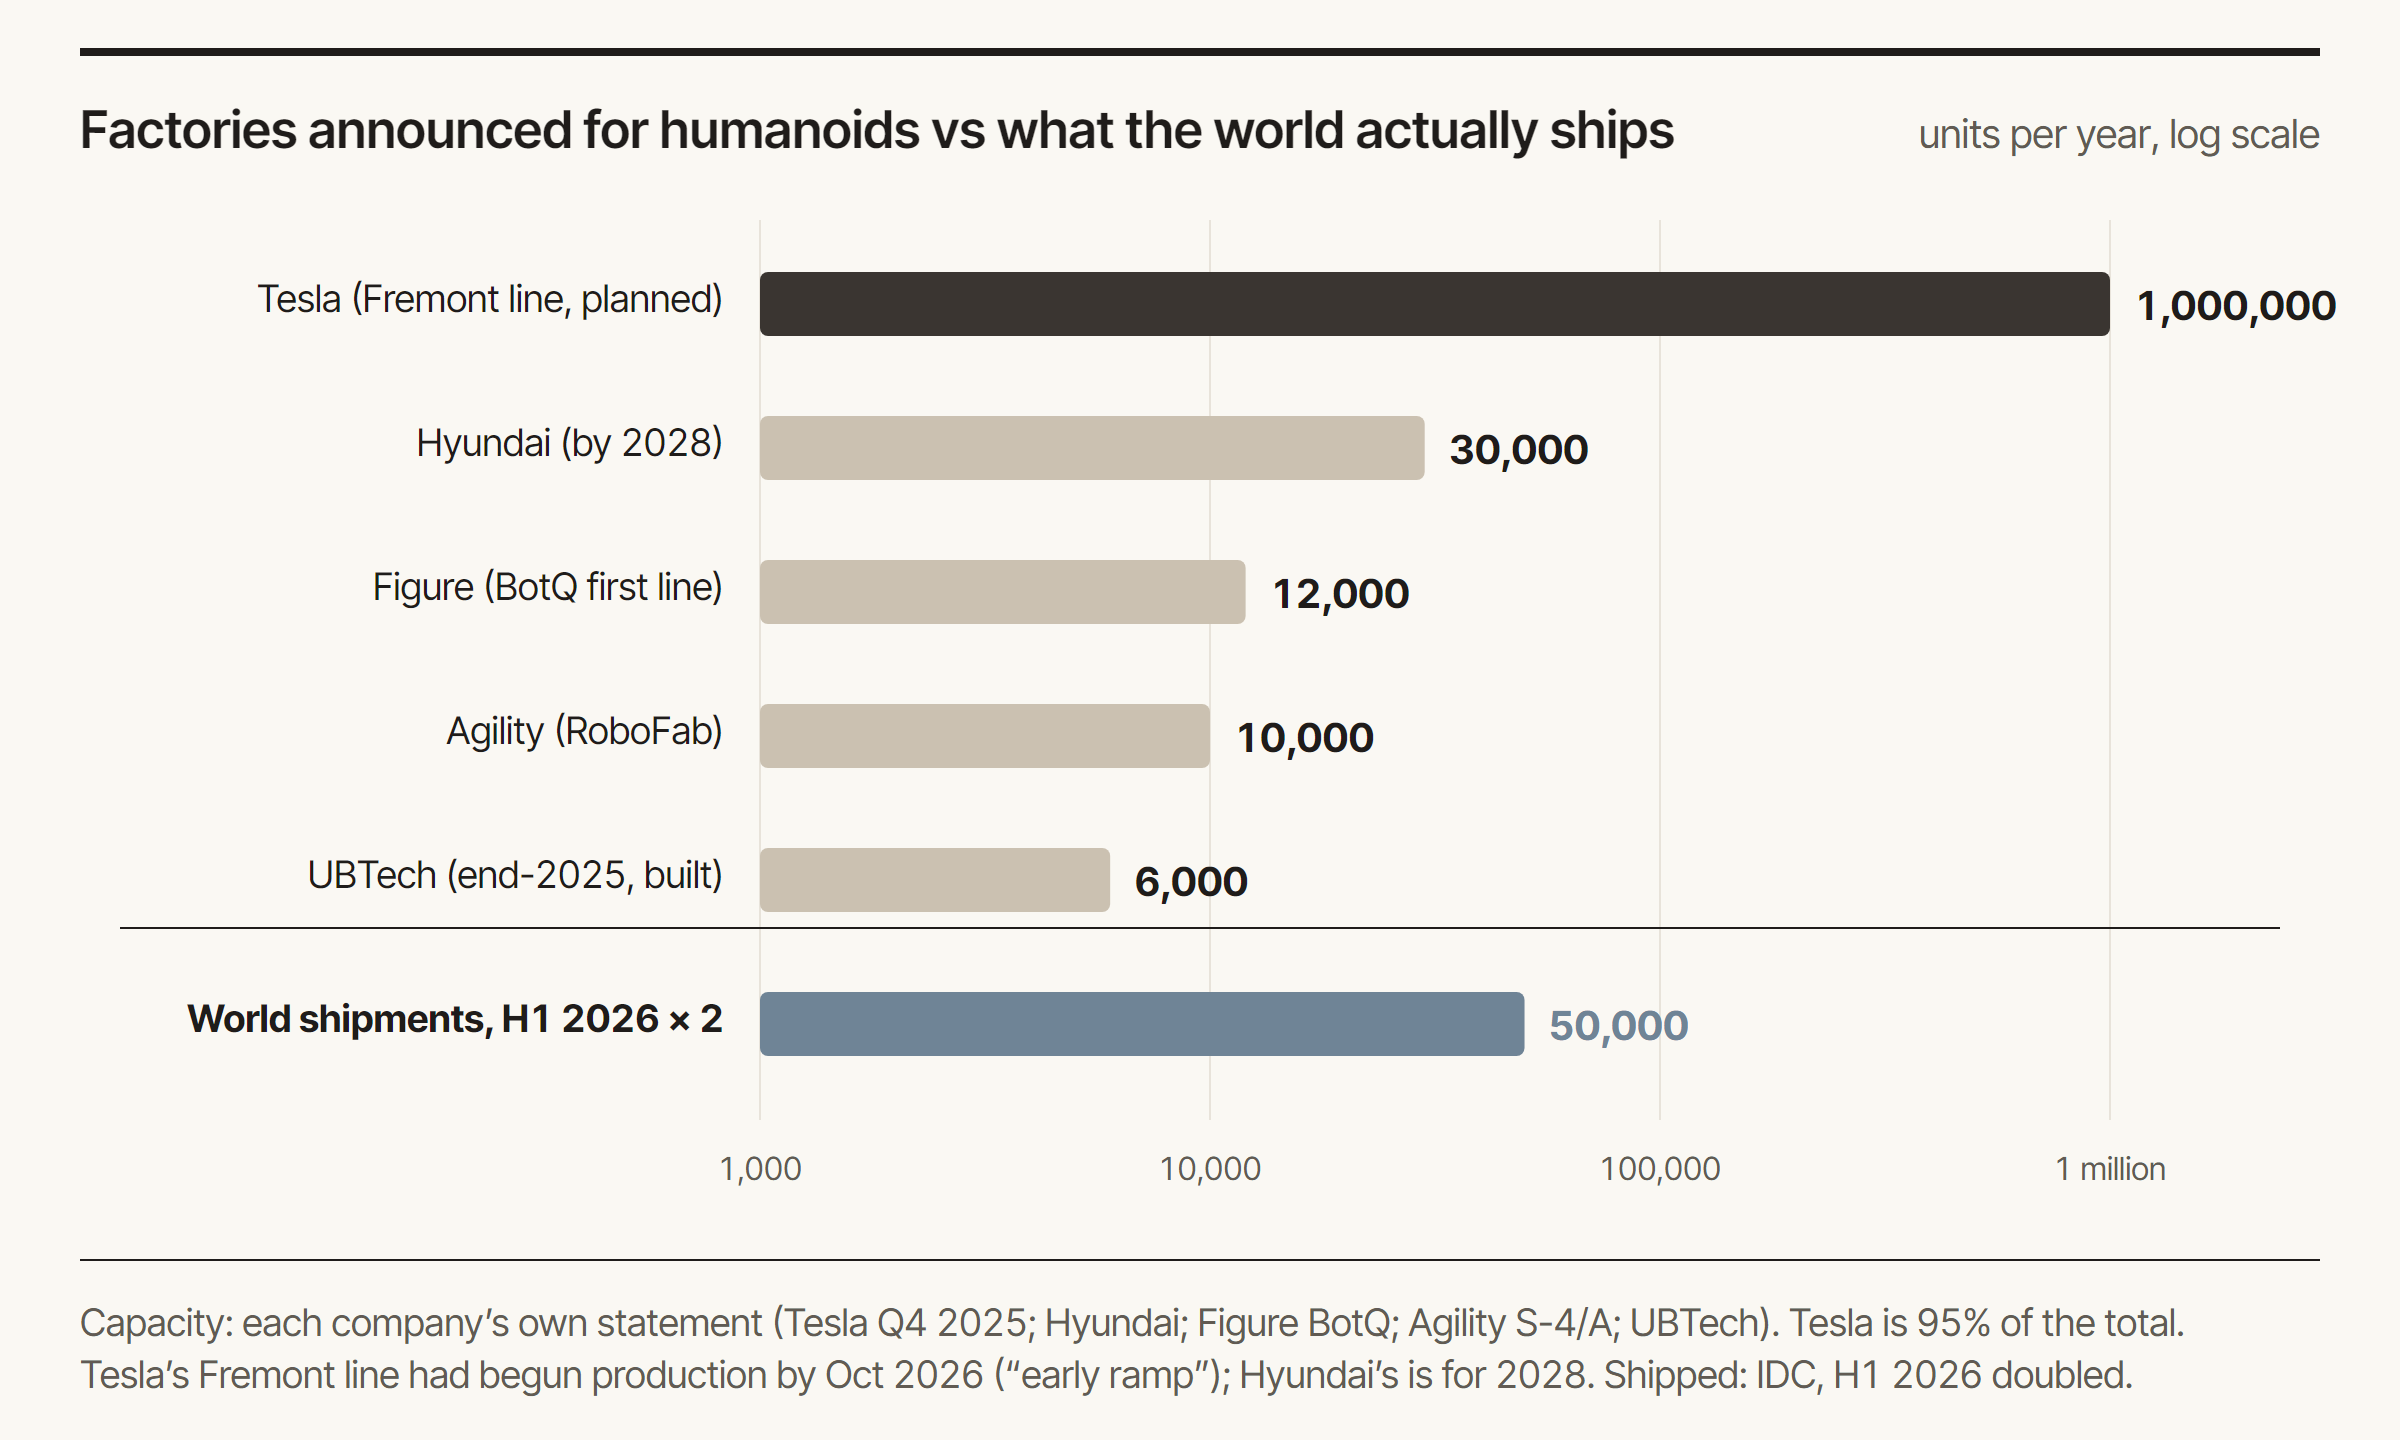 Factories announced for humanoids vs what the world actually ships
units per year, log scale
Tesla (Fremont line, planned)
1,000,000
Hyundai (by 2028)
30,000
Figure (BotQ first line)
12,000
Agility (RoboFab)
10,000
UBTech (end-2025, built)
6,000
World shipments, H1 2026 × 2
50,000
1,000
10,000
100,000
1 million
Capacity: each company’s own statement (Tesla Q4 2025; Hyundai; Figure BotQ; Agility S-4/A; UBTech). Tesla is 95% of the total.
Tesla’s Fremont line had begun production by Oct 2026 (“early ramp”); Hyundai’s is for 2028. Shipped: IDC, H1 2026 doubled.